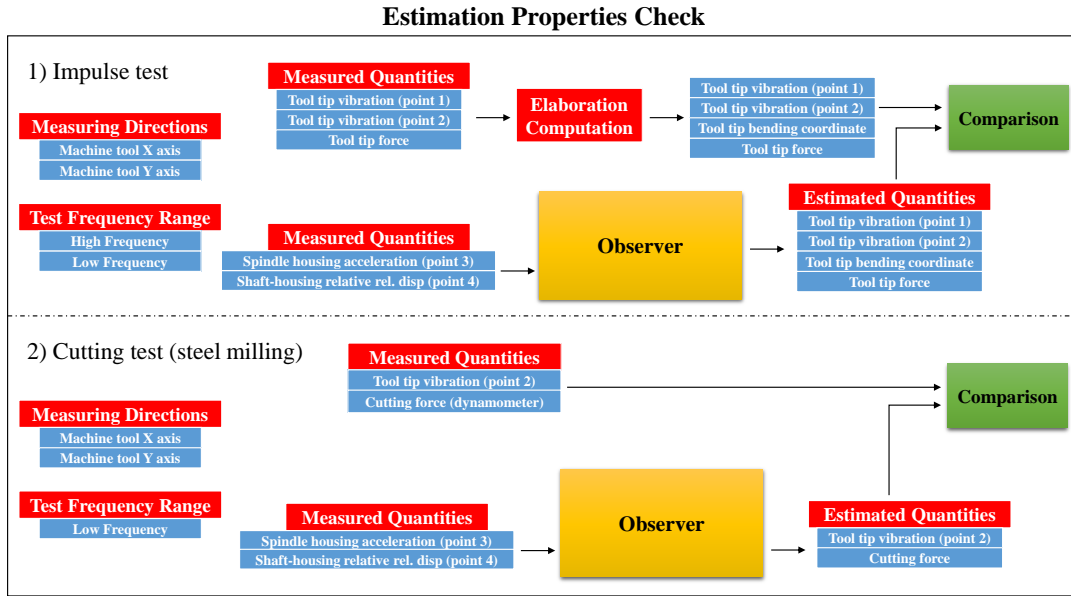 Estimation Properties Check
1) Impulse test
Measuring Directions
Machine tool X axis
Machine tool Y axis
Test Frequency Range
High Frequency
Low Frequency
Measured Quantities
Tool tip vibration (point 1)
Tool tip vibration (point 2)
Tool tip force
Elaboration
Computation
Tool tip vibration (point 1)
Tool tip vibration (point 2)
Tool tip bending coordinate
Tool tip force
Comparison
Measured Quantities
Spindle housing acceleration (point 3)
Shaft-housing relative rel. disp (point 4)
Observer
Estimated Quantities
Tool tip vibration (point 1)
Tool tip vibration (point 2)
Tool tip bending coordinate
Tool tip force
2) Cutting test (steel milling)
Measuring Directions
Machine tool X axis
Machine tool Y axis
Test Frequency Range
Low Frequency
Measured Quantities
Tool tip vibration (point 2)
Cutting force (dynamometer)
Comparison
Measured Quantities
Spindle housing acceleration (point 3)
Shaft-housing relative rel. disp (point 4)
Observer
Estimated Quantities
Tool tip vibration (point 2)
Cutting force